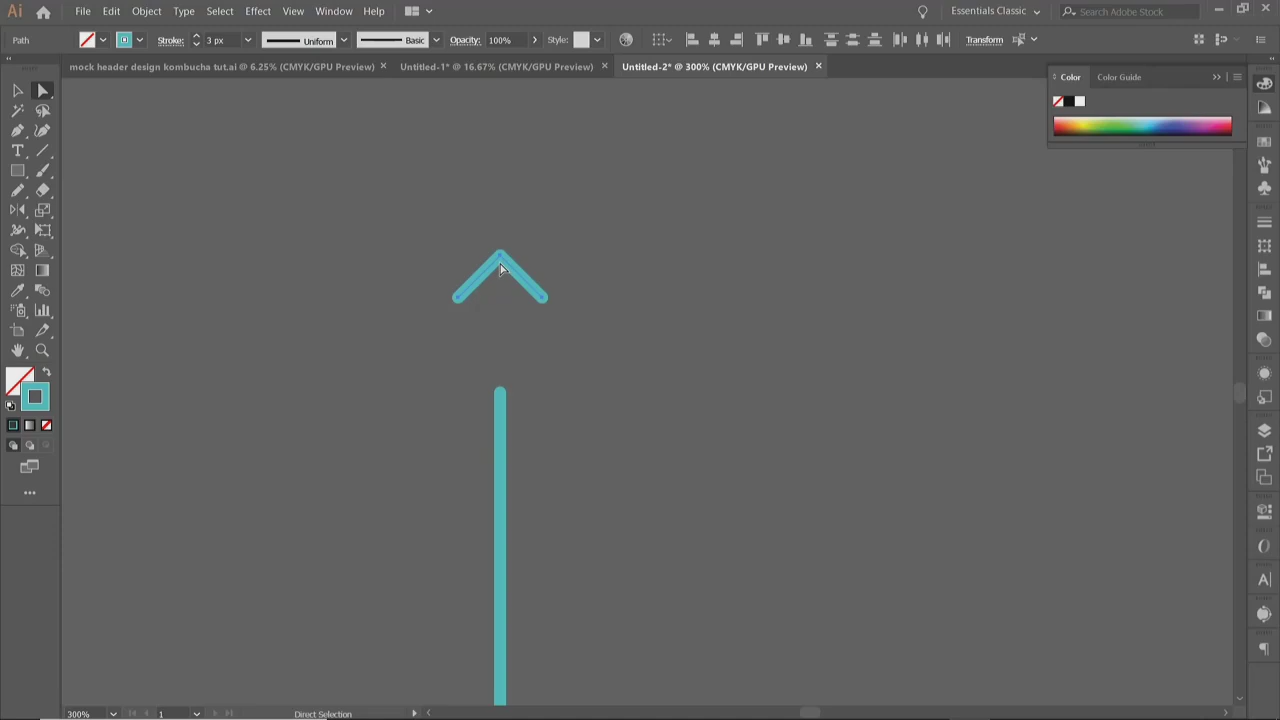 Ai File Edit Object Type Select Effect View Window Help Essentials Classic Search Adobe Stock
Path Stroke: 3 px Uniform Basic Opacity: 100% Style: Transform
mock header design kombucha tut.ai @ 6.25% (CMYK/GPU Preview) × Untitled-1* @ 16.67% (CMYK/GPU Preview) × Untitled-2* @ 300% (CMYK/GPU Preview) ×
Color Color Guide
300% 1 Direct Selection